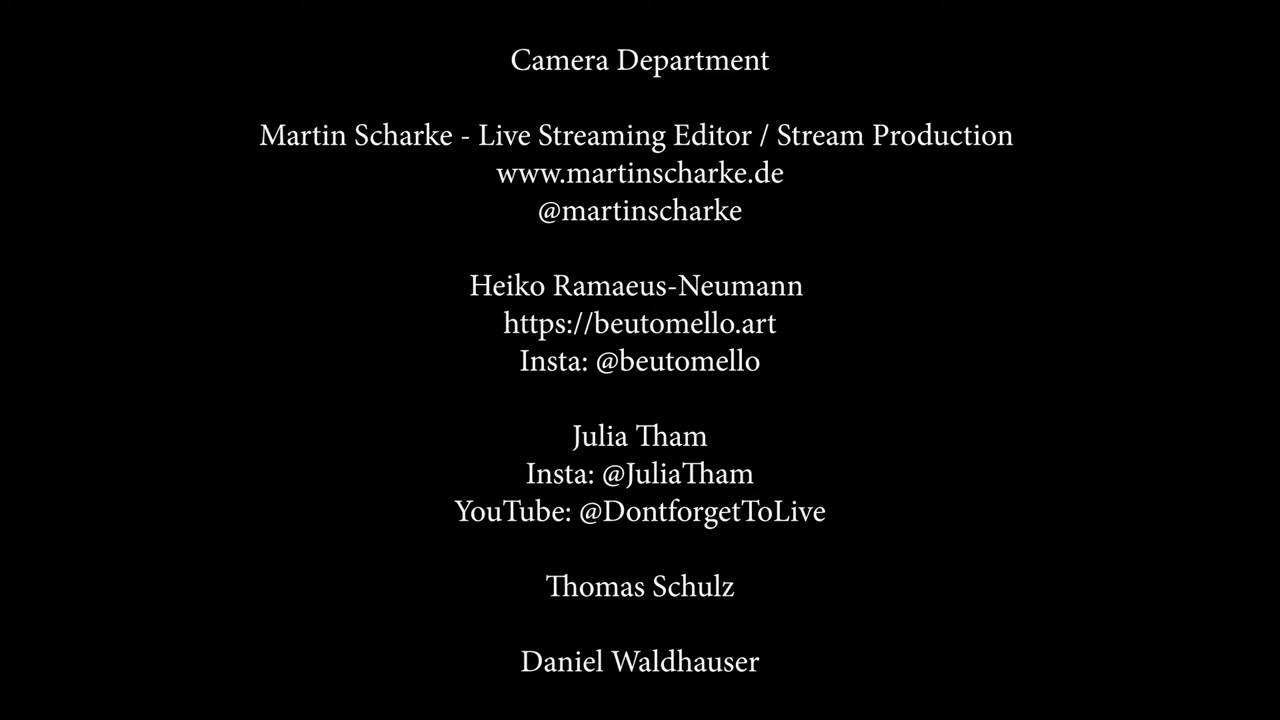 Camera Department
Martin Scharke - Live Streaming Editor / Stream Production
www.martinscharke.de
@martinscharke
Heiko Ramaeus-Neumann
https://beutomello.art
Insta: @beutomello
Julia Tham
Insta: @JuliaTham
YouTube: @DontforgetToLive
Thomas Schulz
Daniel Waldhauser